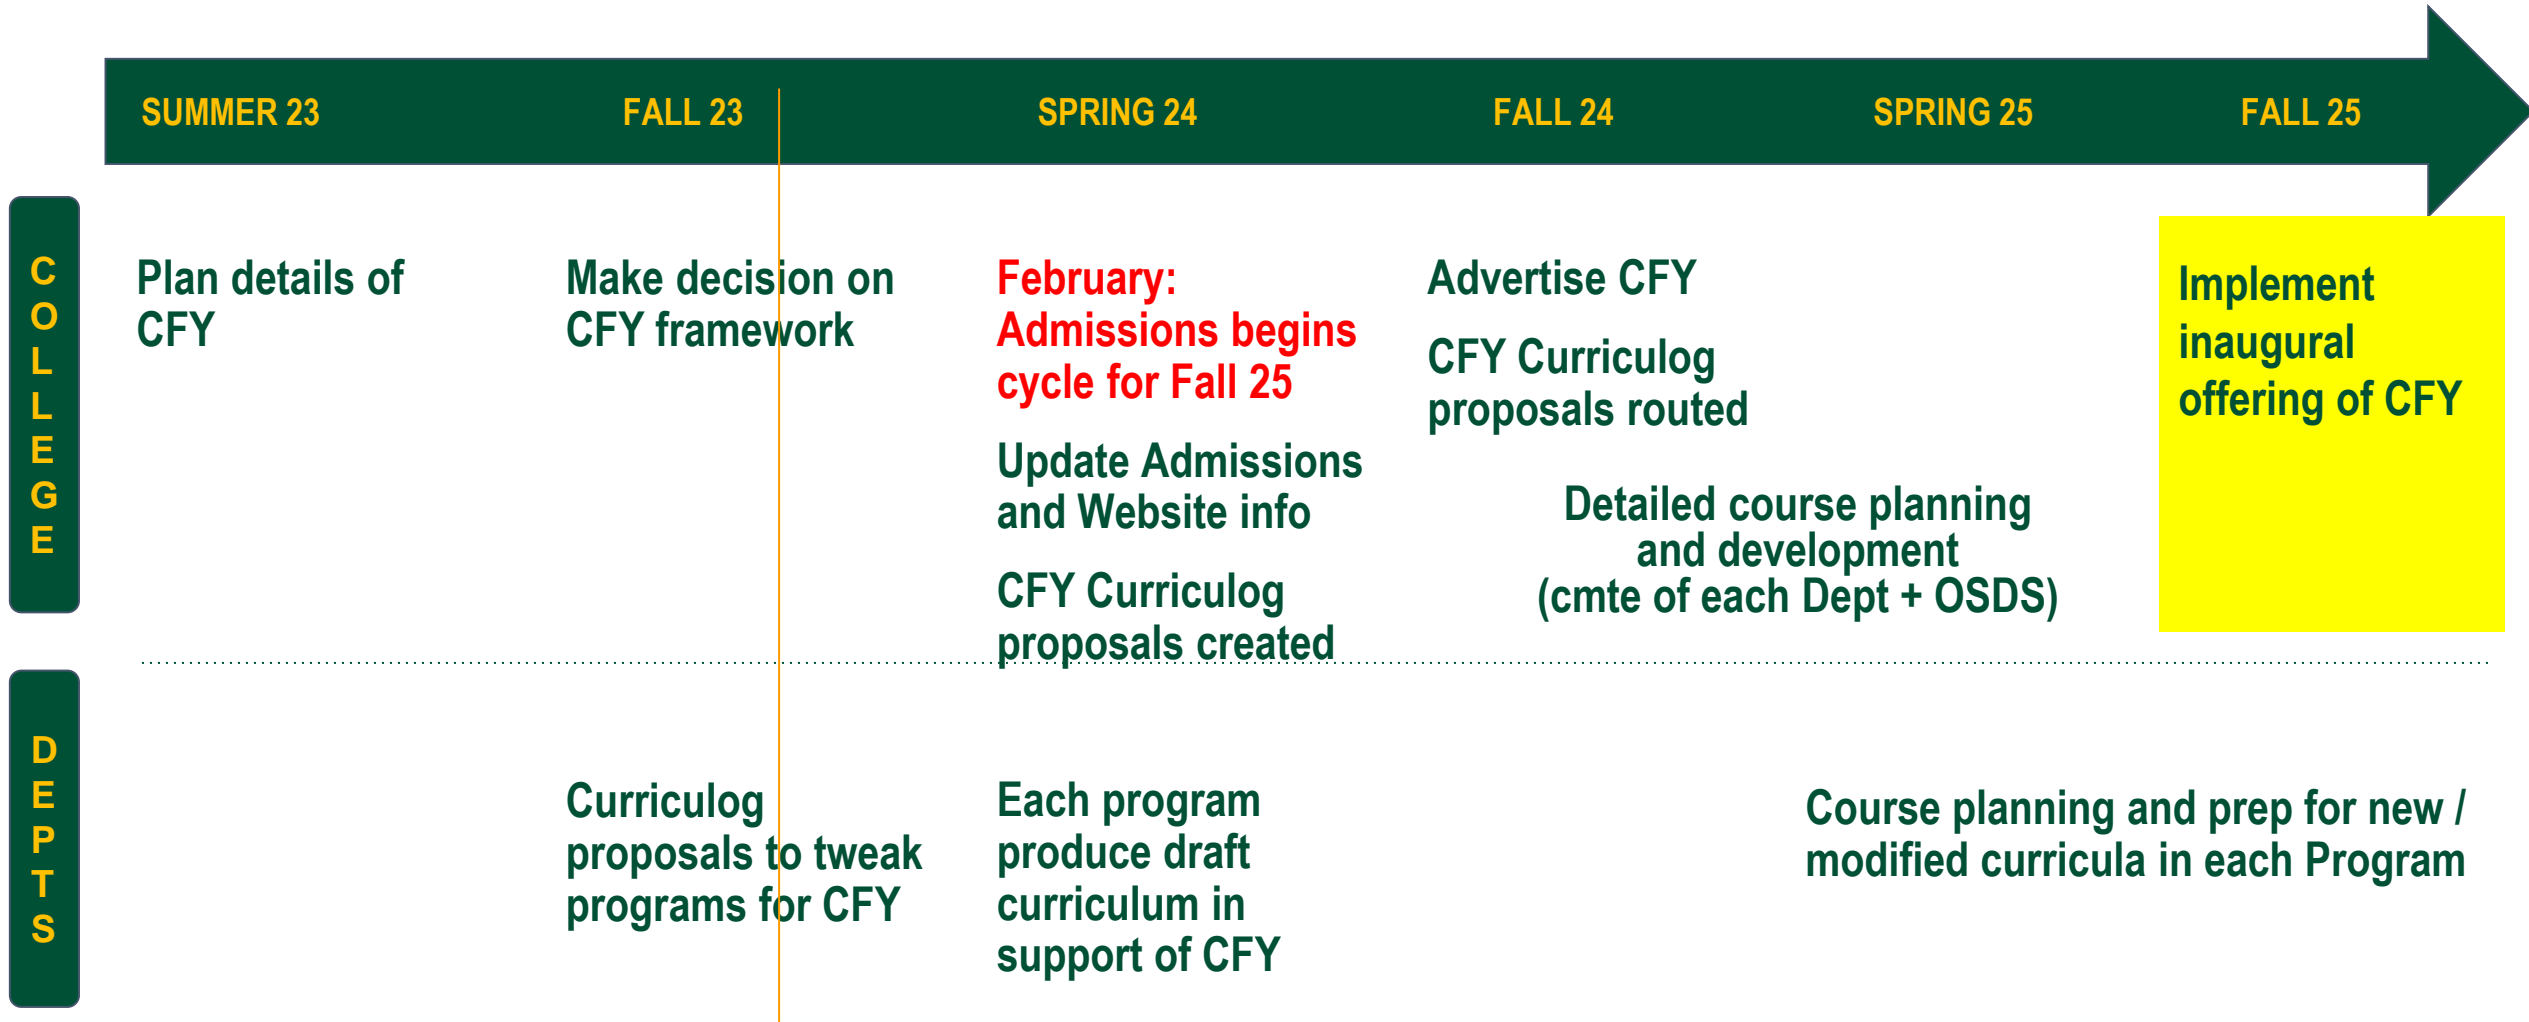 SUMMER 23
FALL 23
SPRING 24
FALL 24
SPRING 25
FALL 25
COLLEGE
Plan details of
CFY
Make decision on
CFY framework
February:
Admissions begins
cycle for Fall 25
Update Admissions
and Website info
CFY Curriculog
proposals created
Advertise CFY
CFY Curriculog
proposals routed
Detailed course planning
and development
(cmte of each Dept + OSDS)
Implement
inaugural
offering of CFY
DEPTS
Curriculog
proposals to tweak
programs for CFY
Each program
produce draft
curriculum in
support of CFY
Course planning and prep for new /
modified curricula in each Program